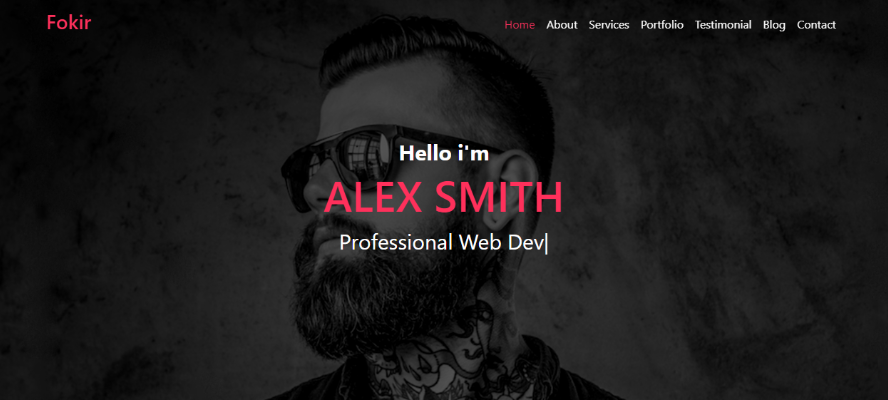 Fokir
Home About Services Portfolio Testimonial Blog Contact
Hello i'm
ALEX SMITH
Professional Web Dev|